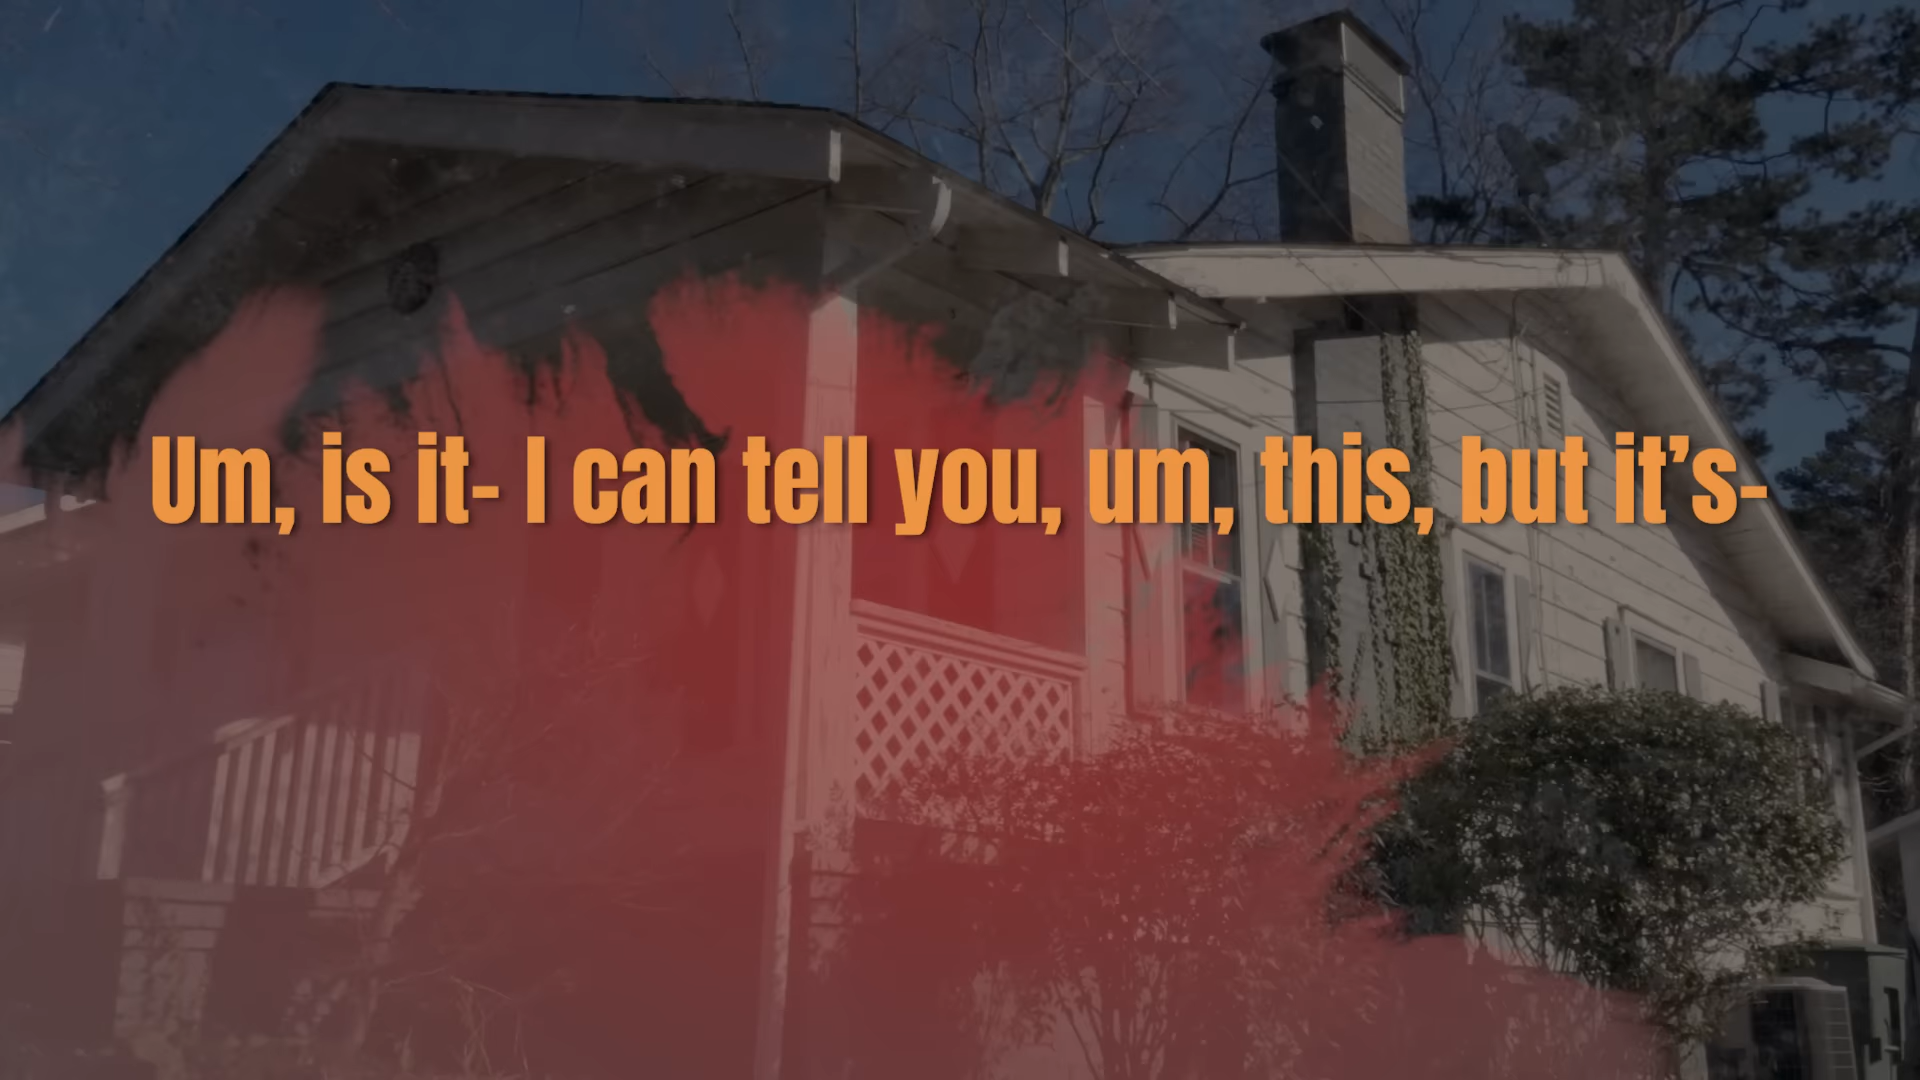 Um, is it- I can tell you, um, this, but it’s-